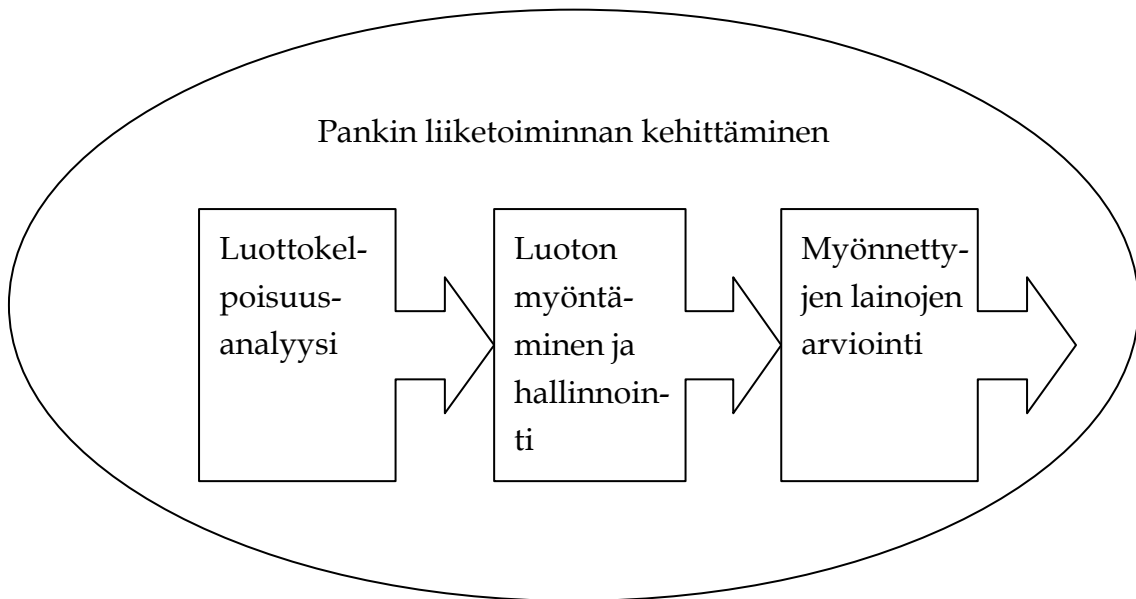 Pankin liiketoiminnan kehittäminen
Luottokel-
poisuus-
analyysi
Luoton
myöntä-
minen ja
hallinnoin-
ti
Myönnetty-
jen lainojen
arviointi